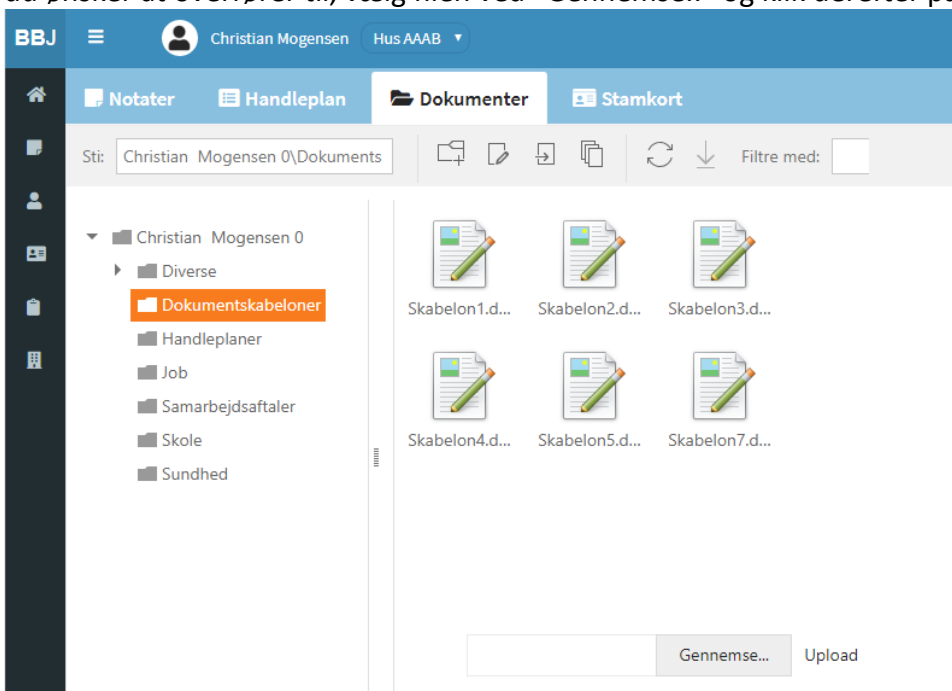 BBJ Christian Mogensen Hus AAAB
Notater Handleplan Dokumenter Stamkort
Sti: Christian Mogensen 0\Dokuments Filtre med:
Christian Mogensen 0
Diverse
Dokumentskabeloner
Handleplaner
Job
Samarbejdsaftaler
Skole
Sundhed
Skabelon1.d... Skabelon2.d... Skabelon3.d...
Skabelon4.d... Skabelon5.d... Skabelon7.d...
Gennemse... Upload